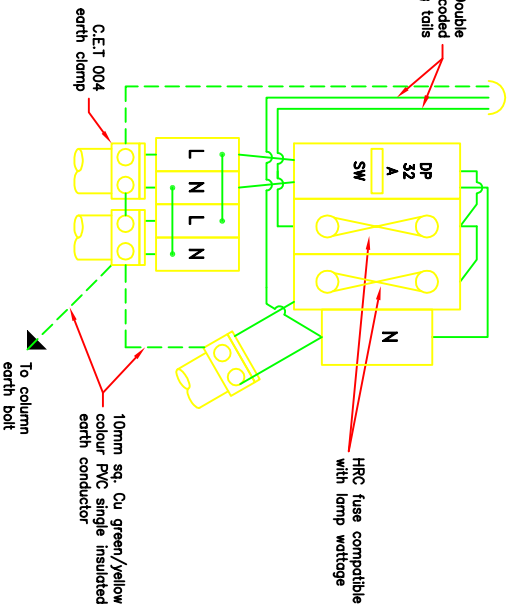 Double
coded
tails
C.E.T 004
earth clamp
DP
32
A
SW
L
N
L
N
N
HRC fuse compatible
with lamp wattage
10mm sq. Cu green/yellow
colour PVC single insulated
earth conductor
To column
earth bolt